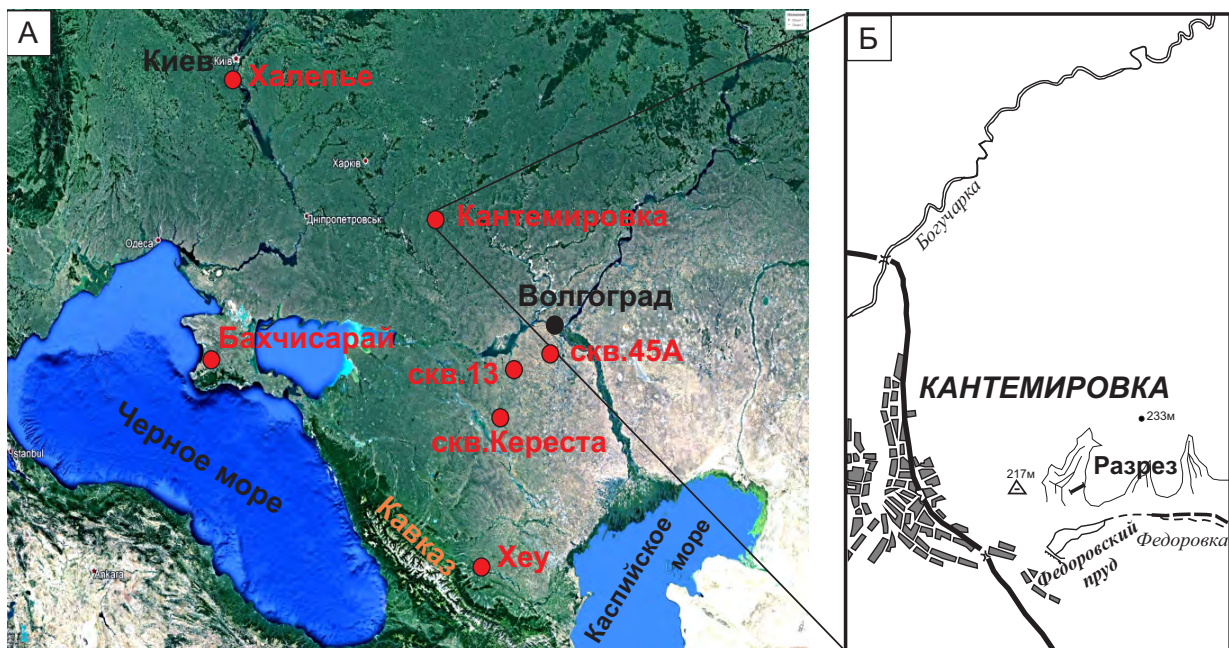 А
Киев
Київ
Халепье
Харків
Кантемировка
Дніпропетровськ
Одеса
Волгоград
Бахчисарай
скв.45А
скв.13
скв.Кереста
Черное море
Istanbul
Кавказ
Хеу
Каспийское
море
Ankara
Б
Богучарка
КАНТЕМИРОВКА
233м
217м
Разрез
Федоровский
пруд
Федоровка